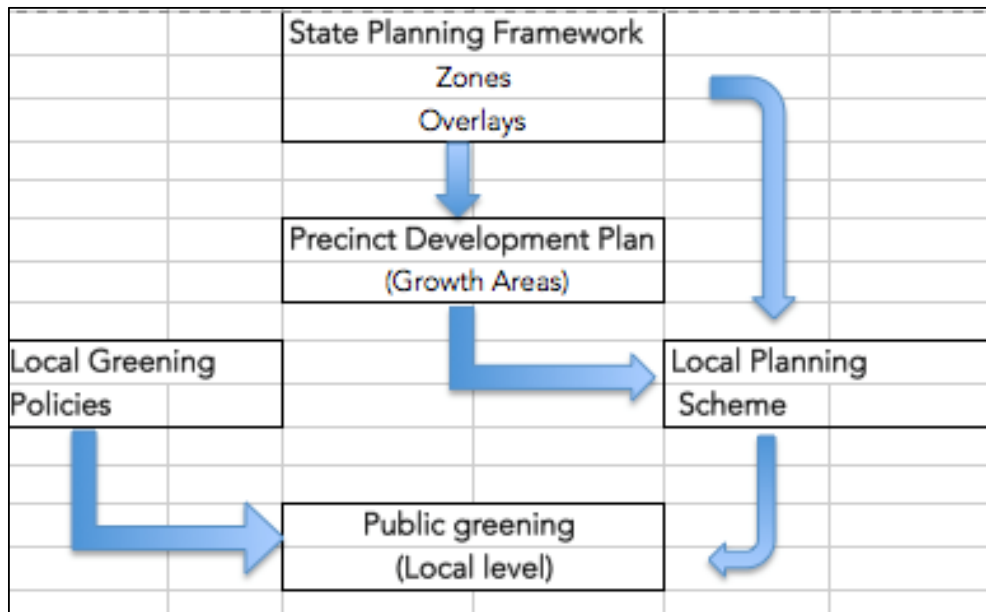 State Planning Framework
Zones
Overlays
Precinct Development Plan
(Growth Areas)
Local Greening
Policies
Local Planning
Scheme
Public greening
(Local level)